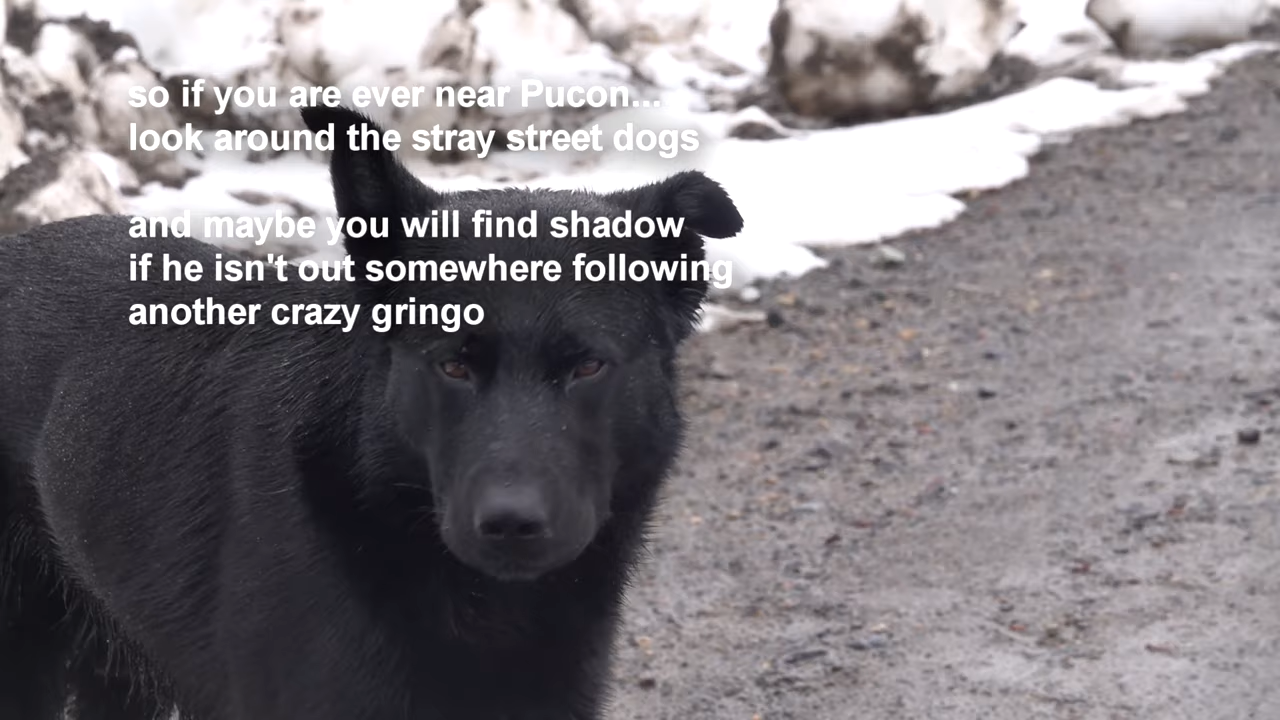 so if you are ever near Pucon...
look around the stray street dogs
and maybe you will find shadow
if he isn't out somewhere following
another crazy gringo